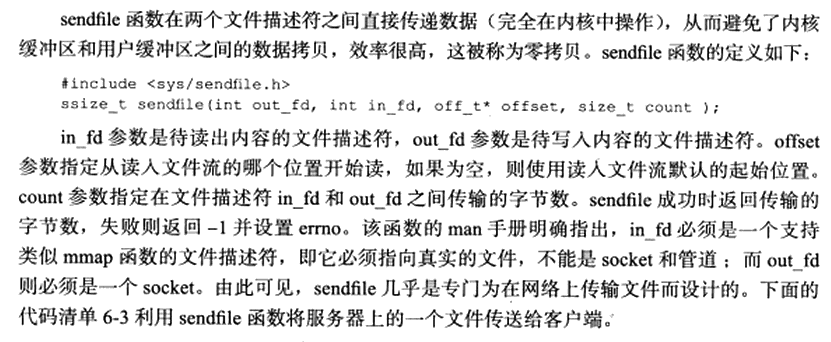 sendfile 函数在两个文件描述符之间直接传递数据（完全在内核中操作），从而避免了内核
缓冲区和用户缓冲区之间的数据拷贝，效率很高，这被称为零拷贝。sendfile 函数的定义如下：
#include <sys/sendfile.h>
ssize_t sendfile(int out_fd, int in_fd, off_t* offset, size_t count );
in_fd 参数是待读出内容的文件描述符，out_fd 参数是待写入内容的文件描述符。offset
参数指定从读入文件流的哪个位置开始读，如果为空，则使用读入文件流默认的起始位置。
count 参数指定在文件描述符 in_fd 和 out_fd 之间传输的字节数。sendfile 成功时返回传输的
字节数，失败则返回 –1 并设置 errno。该函数的 man 手册明确指出，in_fd 必须是一个支持
类似 mmap 函数的文件描述符，即它必须指向真实的文件，不能是 socket 和管道；而 out_fd
则必须是一个 socket。由此可见，sendfile 几乎是专门为在网络上传输文件而设计的。下面的
代码清单 6-3 利用 sendfile 函数将服务器上的一个文件传送给客户端。